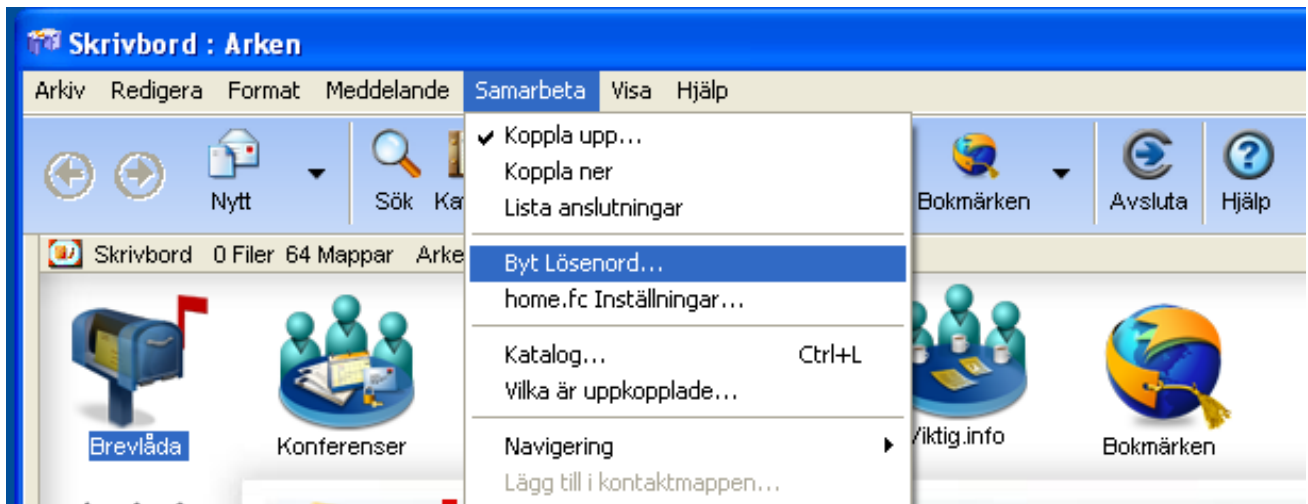 Skrivbord : Arken
Arkiv Redigera Format Meddelande Samarbeta Visa Hjälp
Nytt Sök Bokmärken Avsluta Hjälp
Koppla upp...
Koppla ner
Lista anslutningar
Byt Lösenord...
home.fc Inställningar...
Katalog... Ctrl+L
Vilka är uppkopplade...
Navigering
Lägg till i kontaktmappen...
Skrivbord 0 Filer 64 Mappar Arke
Brevlåda Konferenser Viktig.info Bokmärken